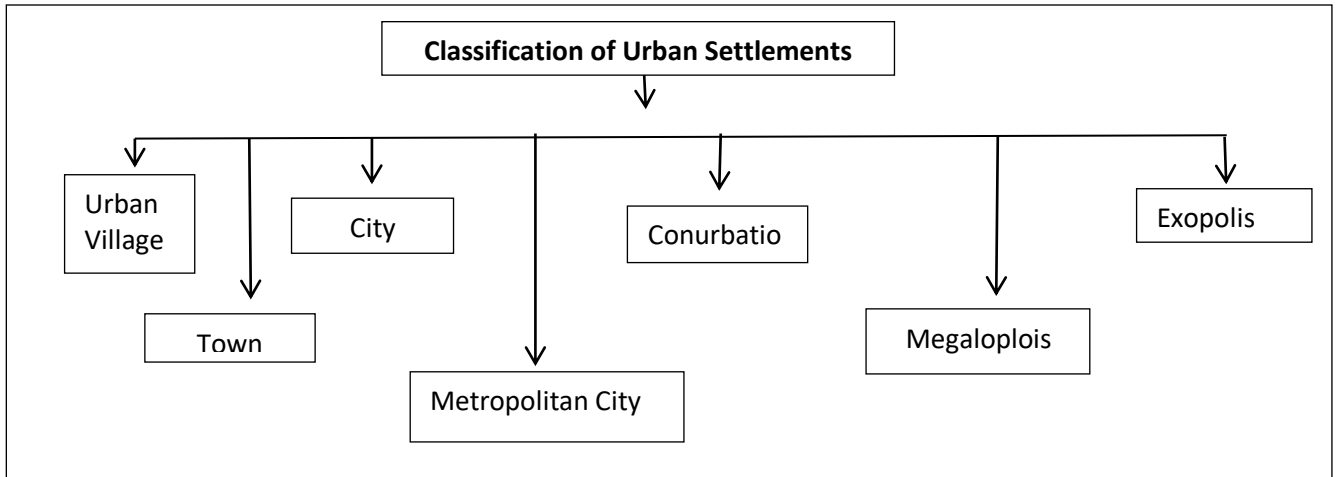 Classification of Urban Settlements
Urban
Village
City
Conurbatio
Exopolis
Town
Megaloplois
Metropolitan City